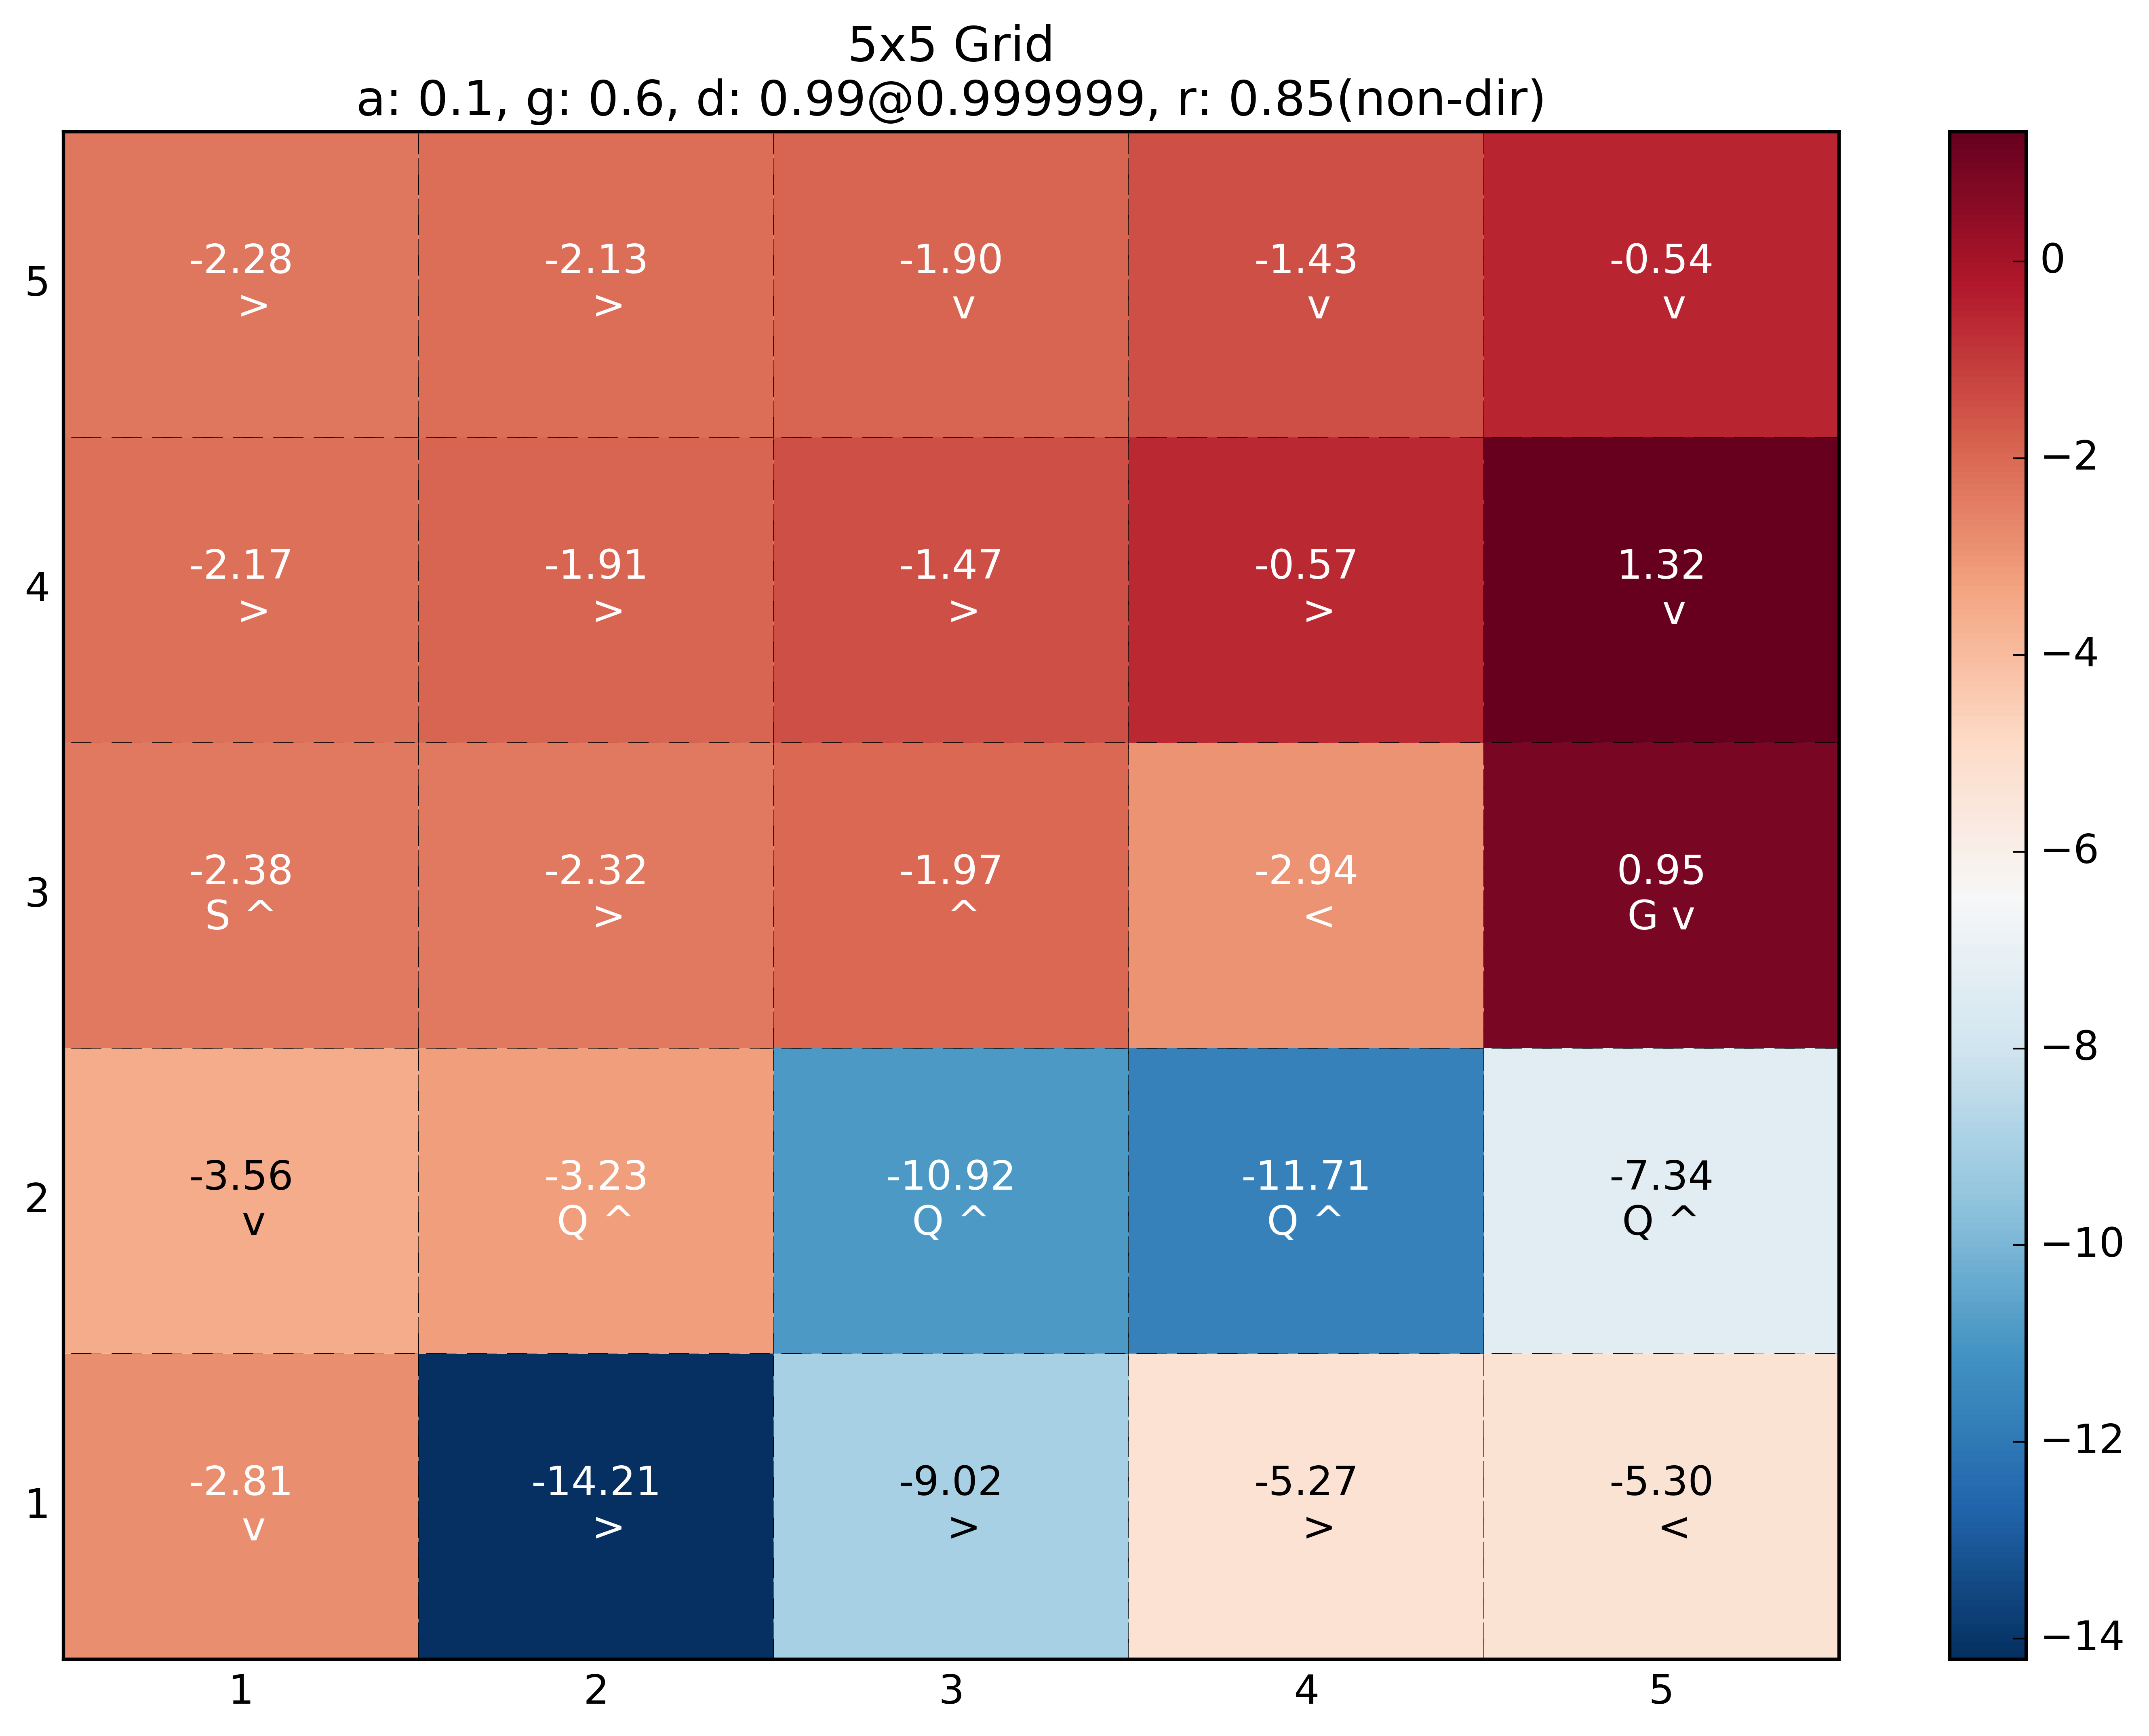 5x5 Grid
a: 0.1, g: 0.6, d: 0.99@0.999999, r: 0.85(non-dir)
5
-2.28 -2.13 -1.90 -1.43 -0.54
> > v v v
4
-2.17 -1.91 -1.47 -0.57 1.32
> > > > v
3
-2.38 -2.32 -1.97 -2.94 0.95
S ^ > ^ < G v
2
-3.56 -3.23 -10.92 -11.71 -7.34
v Q ^ Q ^ Q ^ Q ^
1
-2.81 -14.21 -9.02 -5.27 -5.30
v > > > <
1 2 3 4 5
0
−2
−4
−6
−8
−10
−12
−14